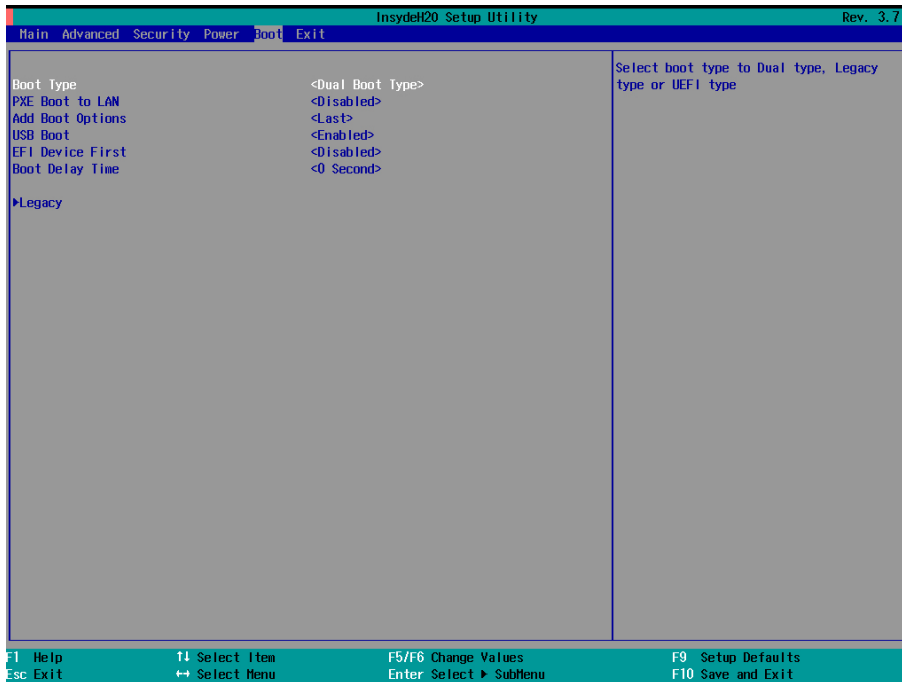 InsydeH20 Setup Utility Rev. 3.7
Main Advanced Security Power Boot Exit
Boot Type <Dual Boot Type>
PXE Boot to LAN <Disabled>
Add Boot Options <Last>
USB Boot <Enabled>
EFI Device First <Disabled>
Boot Delay Time <0 Second>
▶Legacy
Select boot type to Dual type, Legacy
type or UEFI type
F1 Help ↑↓ Select Item F5/F6 Change Values F9 Setup Defaults
Esc Exit ↔ Select Menu Enter Select ▶ SubMenu F10 Save and Exit